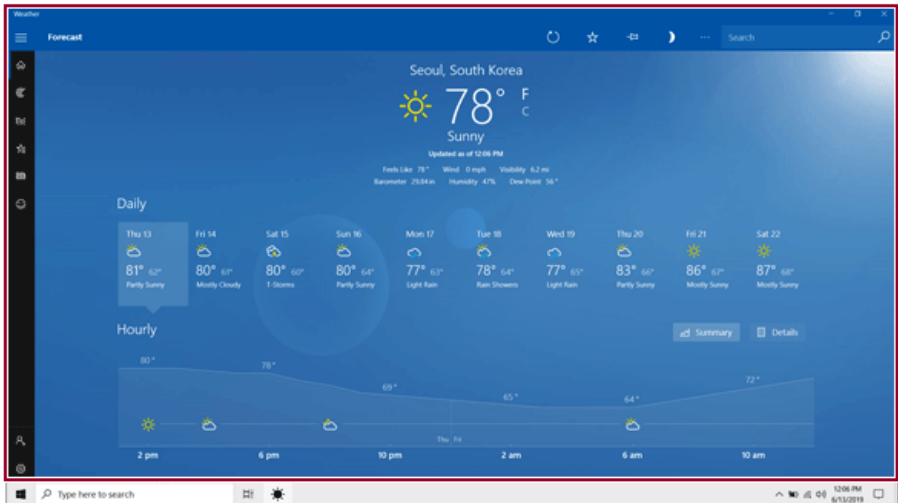 Weather
Forecast
Search
Seoul, South Korea
78° F
C
Sunny
Updated as of 12:06 PM
Feels Like 78° Wind 0 mph Visibility 6.2 mi
Barometer 29.84 in Humidity 47% Dew Point 56°
Daily
Thu 13 Fri 14 Sat 15 Sun 16 Mon 17 Tue 18 Wed 19 Thu 20 Fri 21 Sat 22
81° 62° 80° 61° 80° 60° 80° 64° 77° 63° 78° 64° 77° 65° 83° 66° 86° 67° 87° 68°
Partly Sunny Mostly Cloudy T-Storms Partly Sunny Light Rain Rain Showers Light Rain Partly Sunny Mostly Sunny Mostly Sunny
Hourly
Summary Details
80° 78° 69° 65° 64° 72°
Thu Fri
2 pm 6 pm 10 pm 2 am 6 am 10 am
Type here to search
12:06 PM
6/13/2019